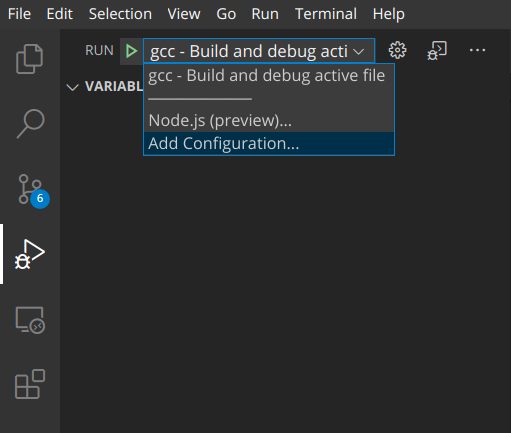 File Edit Selection View Go Run Terminal Help
RUN gcc - Build and debug acti
gcc - Build and debug active file
VARIABL
Node.js (preview)...
Add Configuration...
6